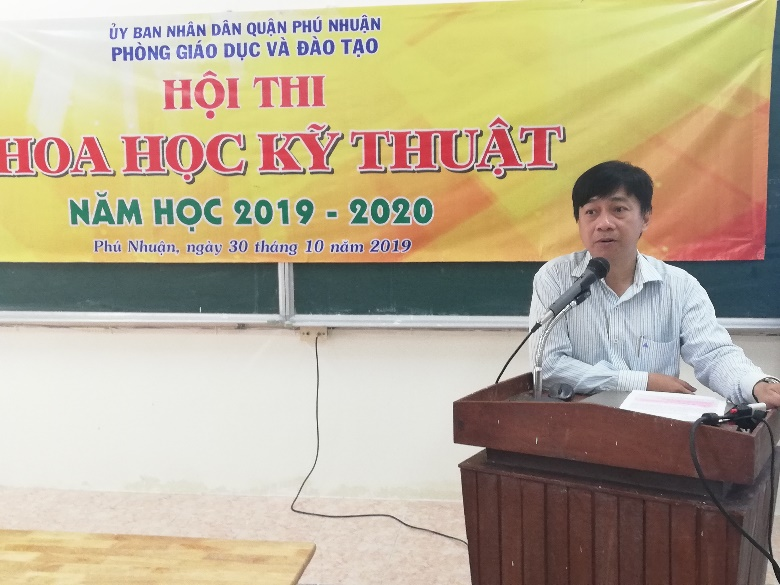 ỦY BAN NHÂN DÂN QUẬN PHÚ NHUẬN
PHÒNG GIÁO DỤC VÀ ĐÀO TẠO
HỘI THI
HOA HỌC KỸ THUẬT
NĂM HỌC 2019 - 2020
Phú Nhuận, ngày 30 tháng 10 năm 2019